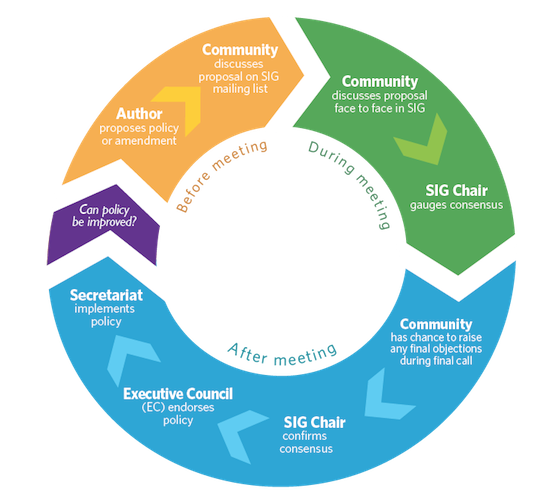 Community
discusses
proposal on SIG
mailing list
Author
proposes policy
or amendment
Before meeting
Community
discusses proposal
face to face in SIG
SIG Chair
gauges consensus
During meeting
Community
has chance to raise
any final objections
during final call
SIG Chair
confirms
consensus
Executive Council
(EC) endorses
policy
Secretariat
implements
policy
After meeting
Can policy
be improved?